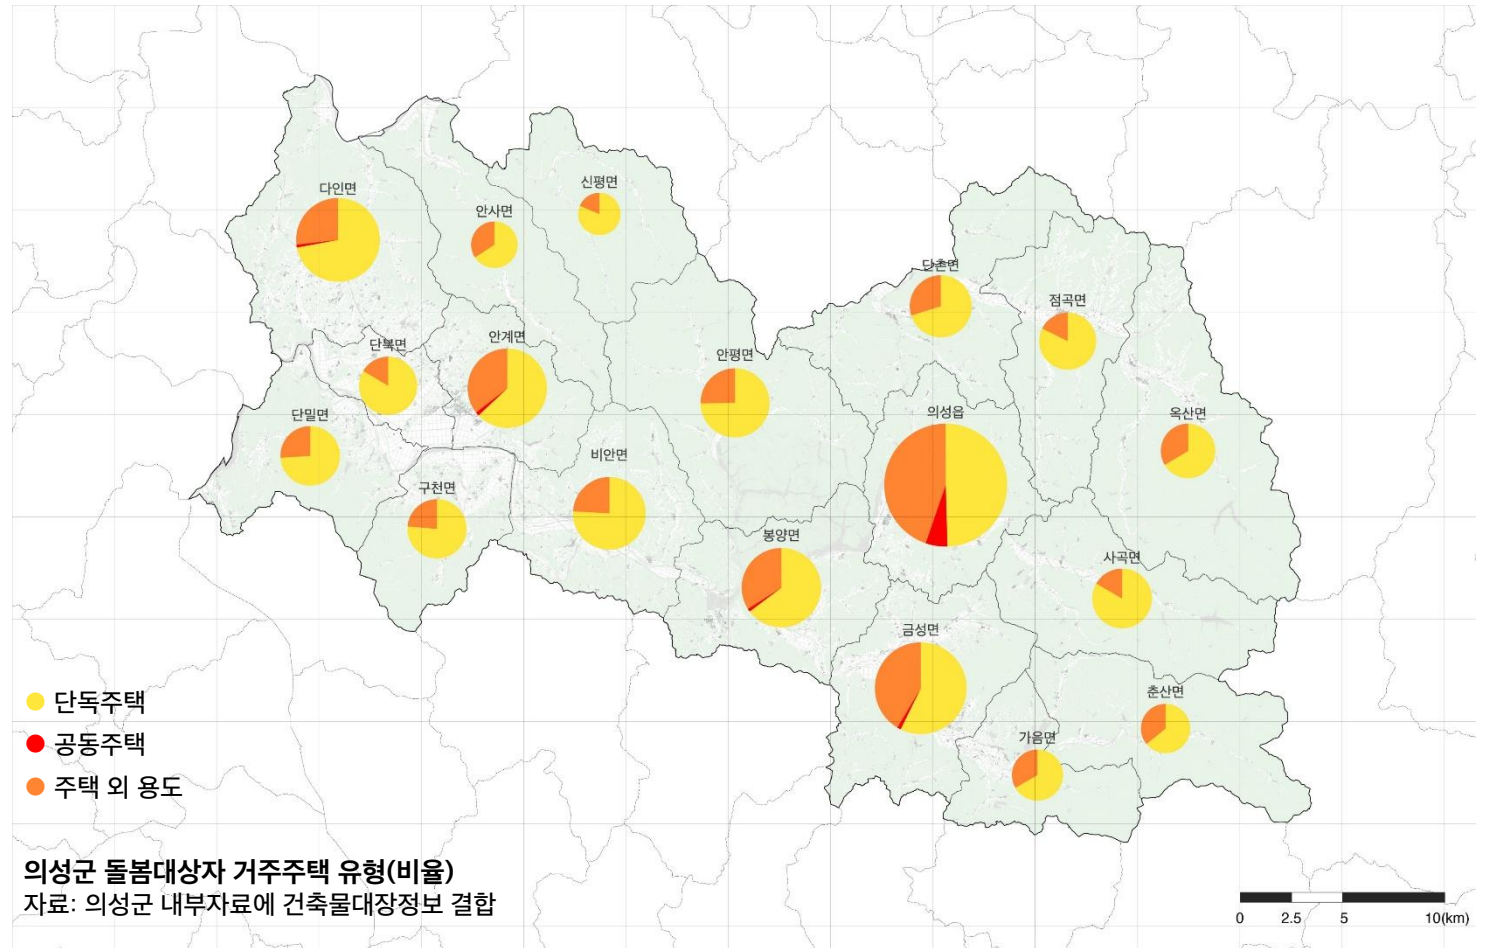 신평면
다인면
안사면
단촌면
점곡면
안계면
단북면
안평면
단밀면
의성읍
옥산면
비안면
구천면
봉양면
사곡면
금성면
춘산면
가음면
단독주택
공동주택
주택 외 용도
의성군 돌봄대상자 거주주택 유형(비율)
자료: 의성군 내부자료에 건축물대장정보 결합
0 2.5 5 10(km)